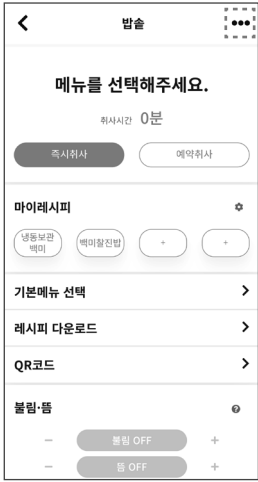 밥솥
메뉴를 선택해주세요.
취사시간 0분
즉시취사 예약취사
마이레시피
냉동보관 백미 백미찰진밥 + +
기본메뉴 선택
레시피 다운로드
QR코드
불림·뜸
− 불림 OFF +
− 뜸 OFF +